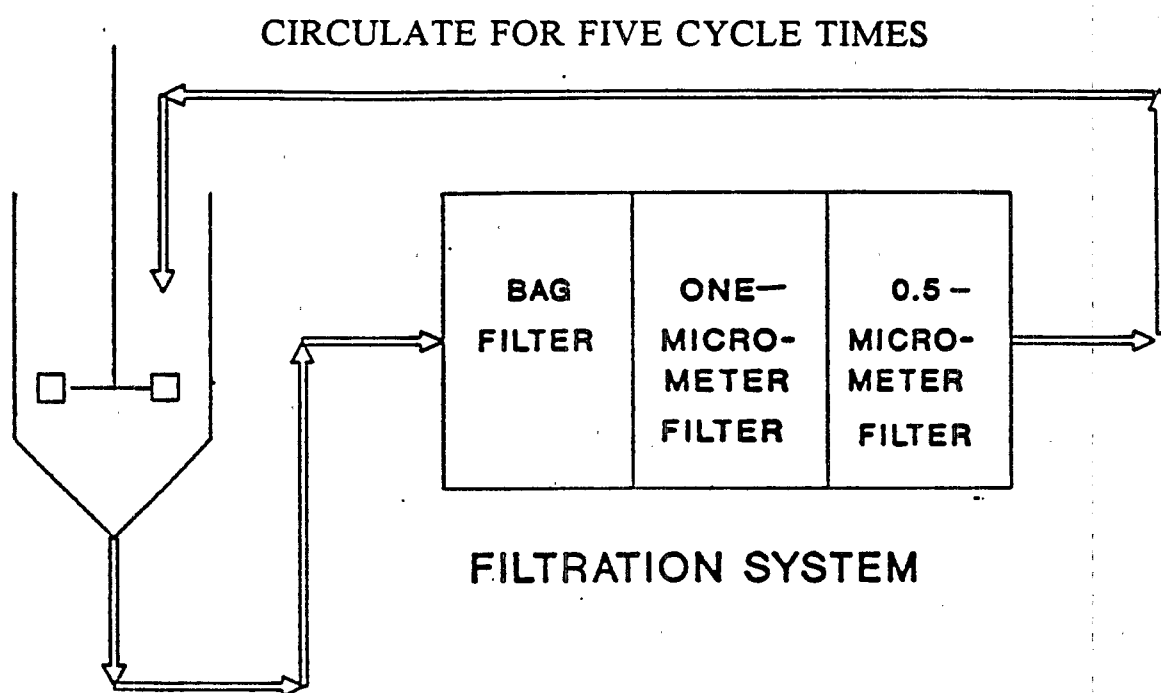 CIRCULATE FOR FIVE CYCLE TIMES
BAG
FILTER
ONE—
MICRO-
METER
FILTER
0.5–
MICRO-
METER
FILTER
FILTRATION SYSTEM